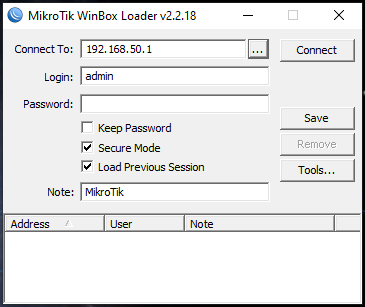 MikroTik WinBox Loader v2.2.18
Connect To: 192.168.50.1 ... Connect
Login: admin
Password:
Keep Password Save
Secure Mode Remove
Load Previous Session Tools...
Note: MikroTik
Address User Note